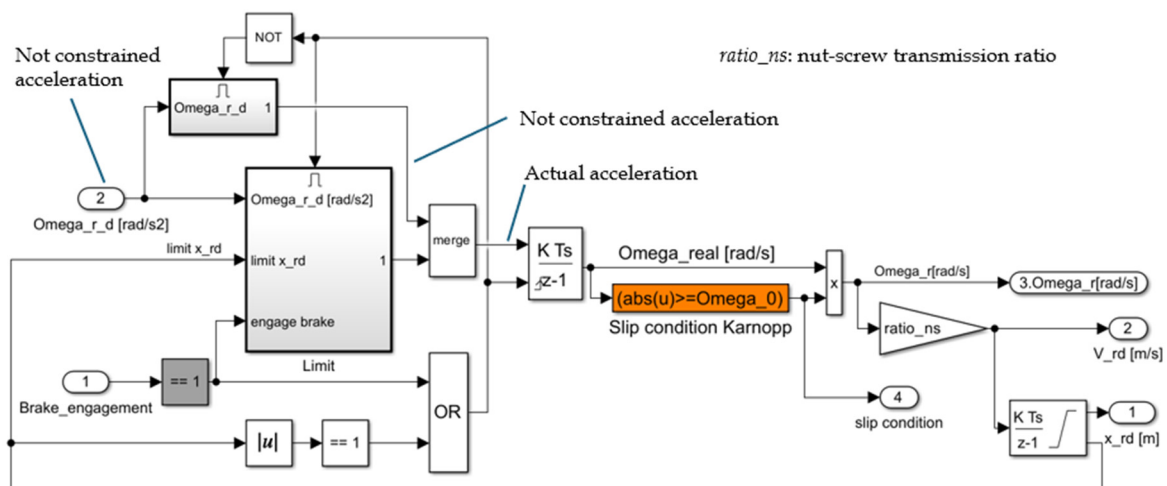 NOT
Not constrained
acceleration
ratio_ns: nut-screw transmission ratio
Omega_r_d
1
Not constrained acceleration
Actual acceleration
2
Omega_r_d [rad/s2]
Omega_r_d [rad/s2]
limit x_rd
limit x_rd
1
engage brake
Limit
merge
K Ts
z-1
Omega_real [rad/s]
(abs(u)>=Omega_0)
Slip condition Karnopp
x
Omega_r[rad/s]
3.Omega_r[rad/s]
ratio_ns
2
V_rd [m/s]
1
Brake_engagement
== 1
OR
4
slip condition
|u|
== 1
K Ts
z-1
1
x_rd [m]